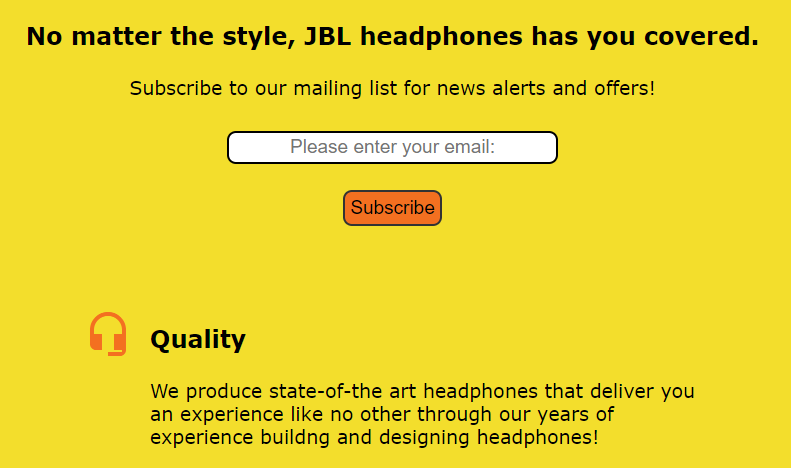 No matter the style, JBL headphones has you covered.
Subscribe to our mailing list for news alerts and offers!
Please enter your email:
Subscribe
Quality
We produce state-of-the art headphones that deliver you
an experience like no other through our years of
experience buildng and designing headphones!